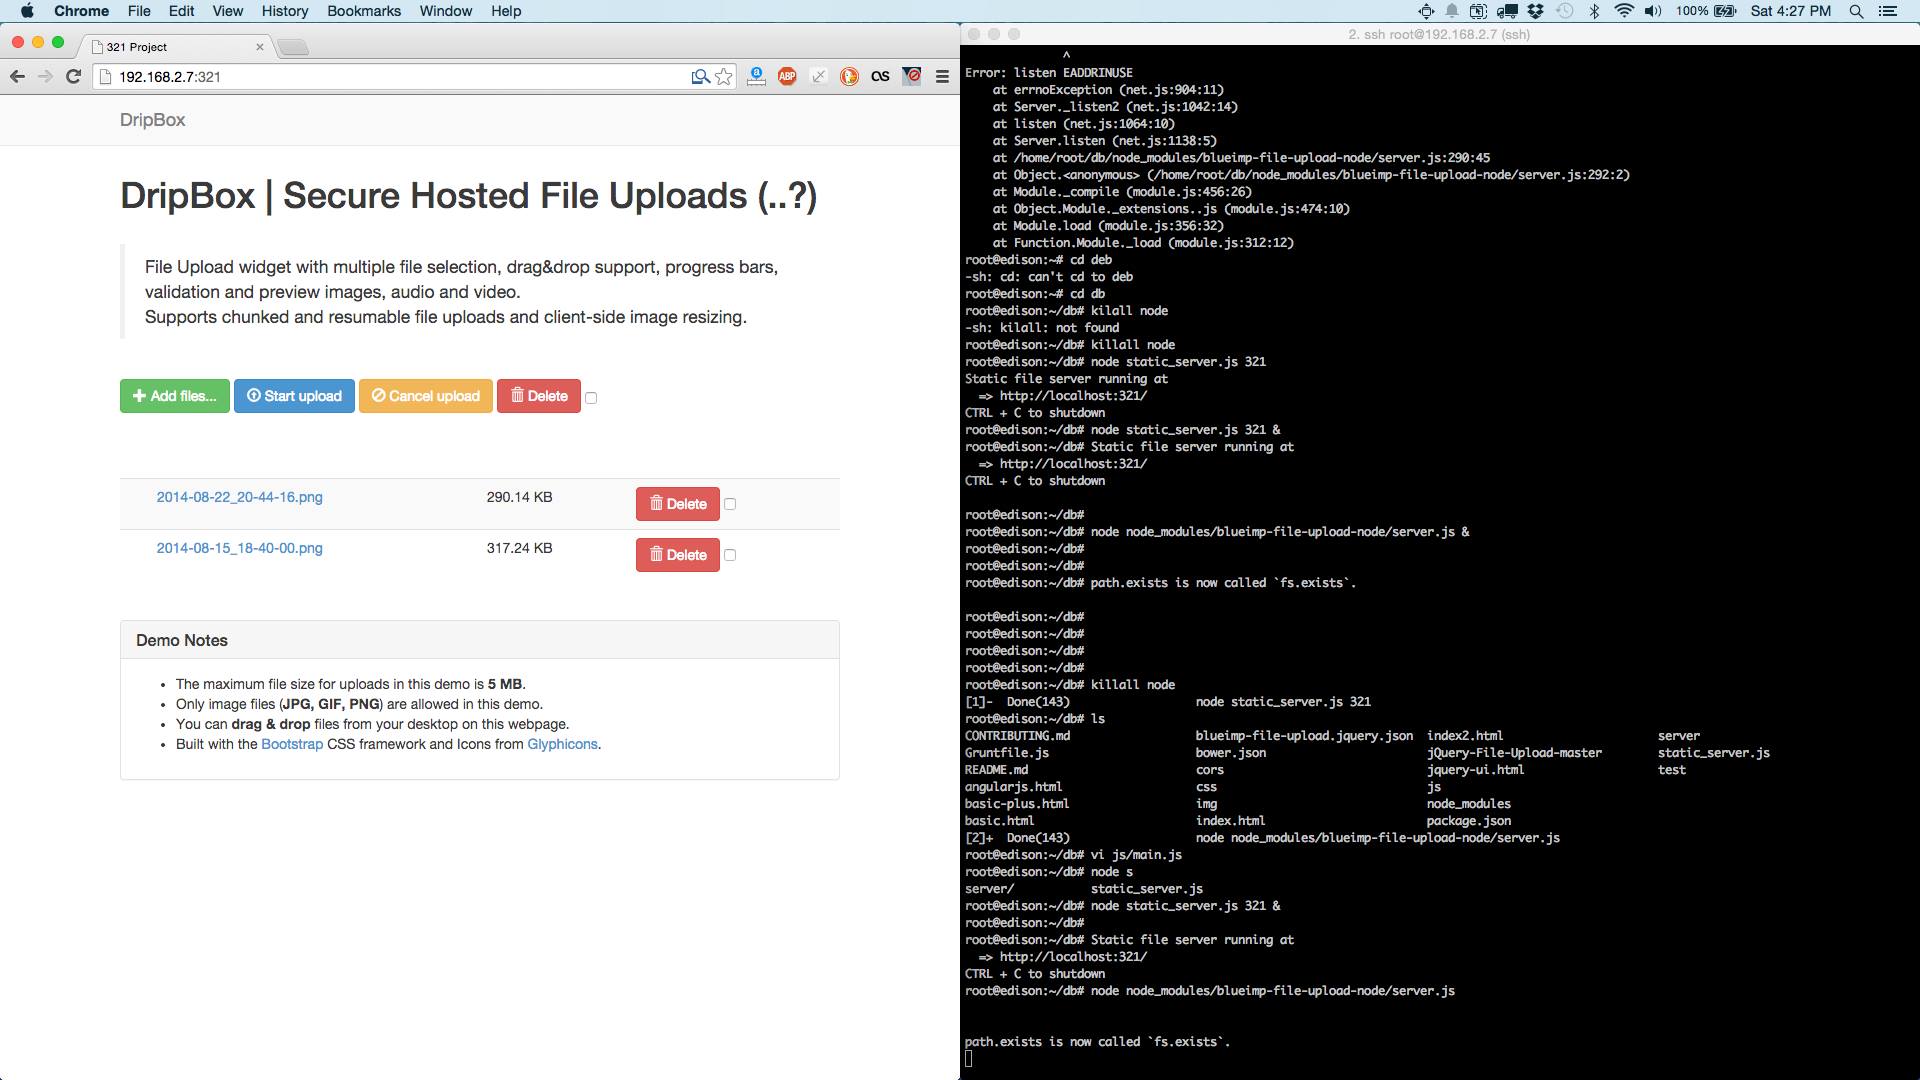 Chrome File Edit View History Bookmarks Window Help
100% Sat 4:27 PM
321 Project
192.168.2.7:321
ABP
DripBox
DripBox | Secure Hosted File Uploads (..?)
File Upload widget with multiple file selection, drag&drop support, progress bars,
validation and preview images, audio and video.
Supports chunked and resumable file uploads and client-side image resizing.
Add files... Start upload Cancel upload Delete
2014-08-22_20-44-16.png 290.14 KB Delete
2014-08-15_18-40-00.png 317.24 KB Delete
Demo Notes
• The maximum file size for uploads in this demo is 5 MB.
• Only image files (JPG, GIF, PNG) are allowed in this demo.
• You can drag & drop files from your desktop on this webpage.
• Built with the Bootstrap CSS framework and Icons from Glyphicons.
2. ssh root@192.168.2.7 (ssh)
^
Error: listen EADDRINUSE
at errnoException (net.js:904:11)
at Server._listen2 (net.js:1042:14)
at listen (net.js:1064:10)
at Server.listen (net.js:1138:5)
at /home/root/db/node_modules/blueimp-file-upload-node/server.js:290:45
at Object.<anonymous> (/home/root/db/node_modules/blueimp-file-upload-node/server.js:292:2)
at Module._compile (module.js:456:26)
at Object.Module._extensions..js (module.js:474:10)
at Module.load (module.js:356:32)
at Function.Module._load (module.js:312:12)
root@edison:~# cd deb
-sh: cd: can't cd to deb
root@edison:~# cd db
root@edison:~/db# kilall node
-sh: kilall: not found
root@edison:~/db# killall node
root@edison:~/db# node static_server.js 321
Static file server running at
=> http://localhost:321/
CTRL + C to shutdown
root@edison:~/db# node static_server.js 321 &
root@edison:~/db# Static file server running at
=> http://localhost:321/
CTRL + C to shutdown
root@edison:~/db#
root@edison:~/db# node node_modules/blueimp-file-upload-node/server.js &
root@edison:~/db#
root@edison:~/db#
root@edison:~/db# path.exists is now called `fs.exists`.
root@edison:~/db#
root@edison:~/db#
root@edison:~/db#
root@edison:~/db#
root@edison:~/db# killall node
[1]- Done(143) node static_server.js 321
root@edison:~/db# ls
CONTRIBUTING.md blueimp-file-upload.jquery.json index2.html server
Gruntfile.js bower.json jQuery-File-Upload-master static_server.js
README.md cors jquery-ui.html test
angularjs.html css js
basic-plus.html img node_modules
basic.html index.html package.json
[2]+ Done(143) node node_modules/blueimp-file-upload-node/server.js
root@edison:~/db# vi js/main.js
root@edison:~/db# node s
server/ static_server.js
root@edison:~/db# node static_server.js 321 &
root@edison:~/db#
root@edison:~/db# Static file server running at
=> http://localhost:321/
CTRL + C to shutdown
root@edison:~/db# node node_modules/blueimp-file-upload-node/server.js
path.exists is now called `fs.exists`.